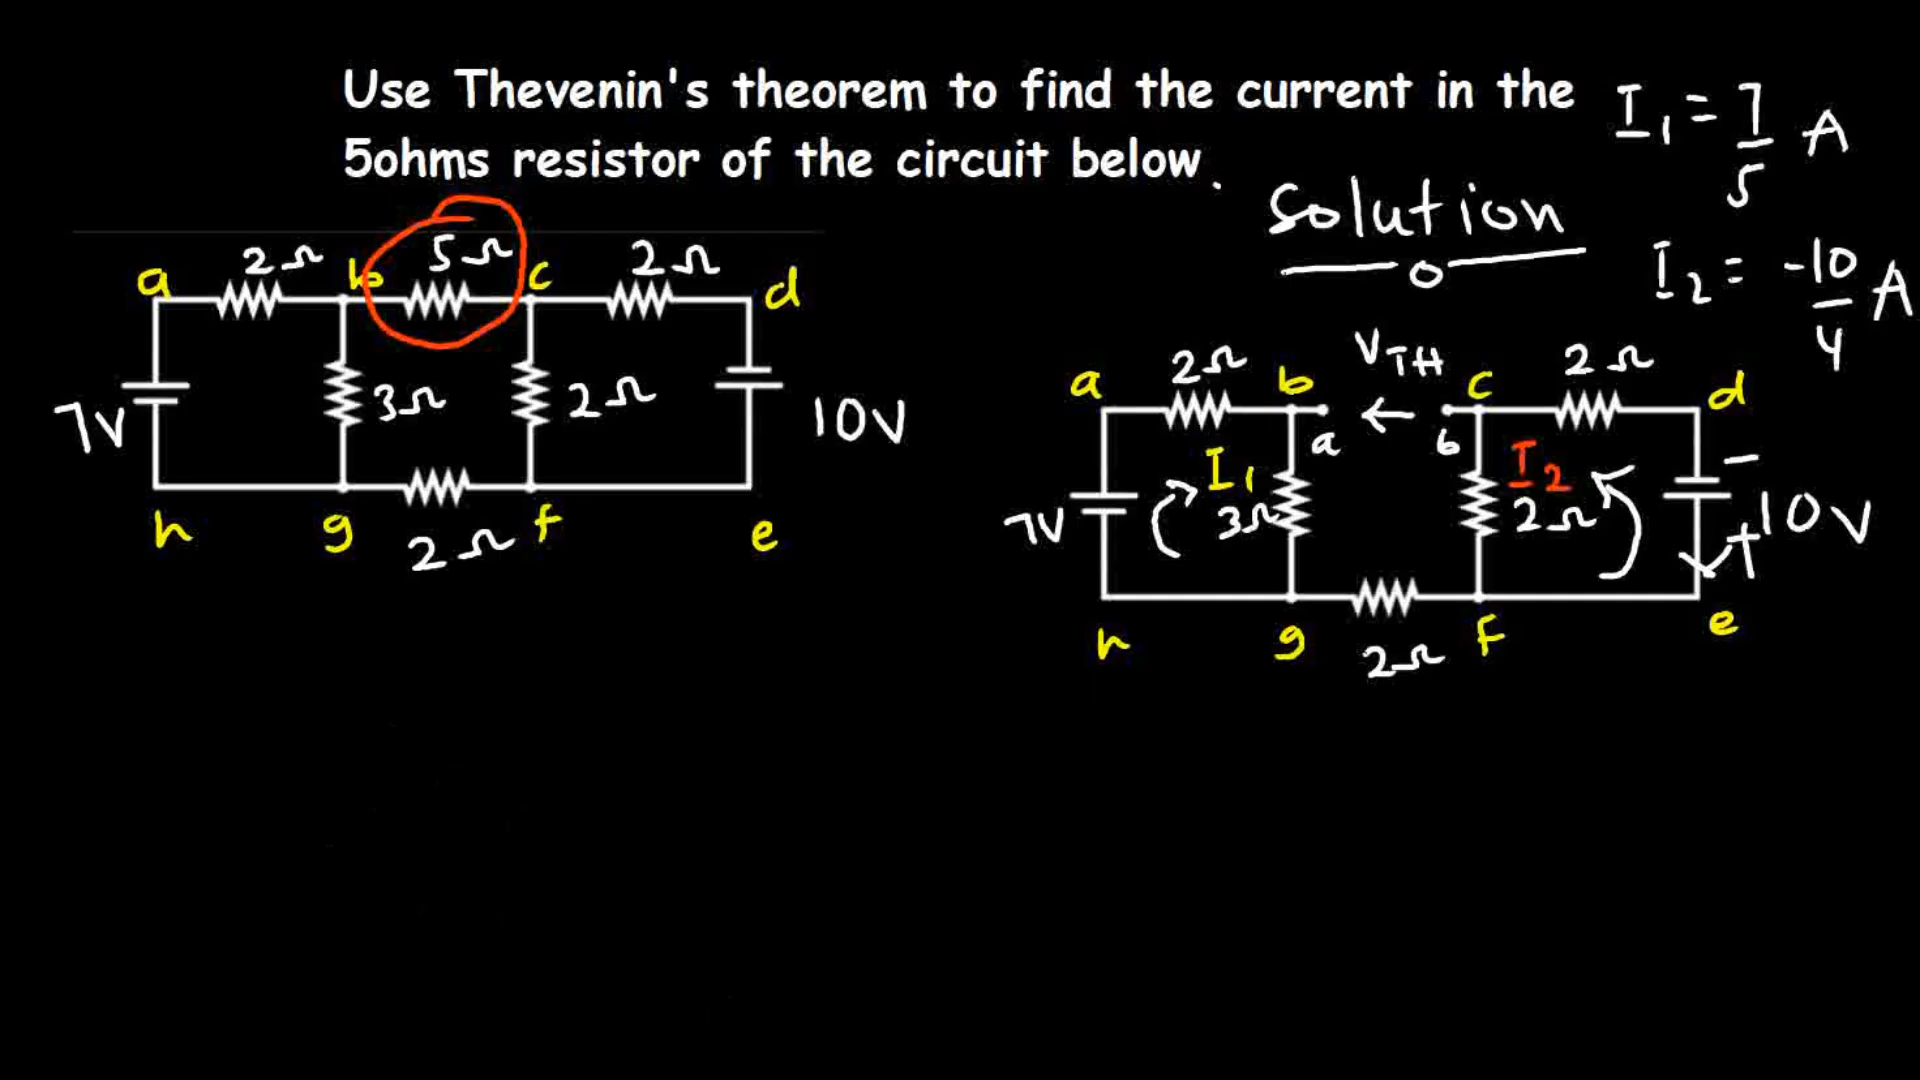 Use Thevenin's theorem to find the current in the
5ohms resistor of the circuit below.
I₁ = 7/5 A
Solution
I₂ = -10/4 A
a 2Ω b 5Ω c 2Ω d
7V 3Ω 2Ω 10V
h g 2Ω f e
a 2Ω b VTH c 2Ω d
a b
7V I₁ 3Ω I₂ 2Ω - 10V +
h g 2Ω f e